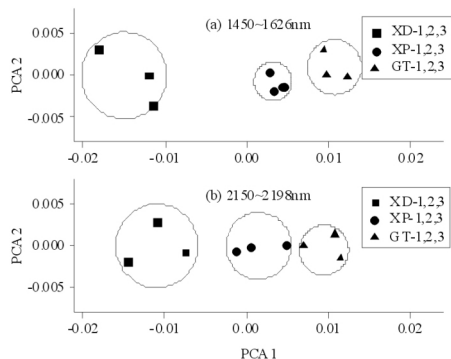 (a) 1450~1626nm
XD-1,2,3
XP-1,2,3
GT-1,2,3
PCA 2
0.005
0.000
-0.005
-0.02 -0.01 0.00 0.01 0.02
(b) 2150~2198nm
XD-1,2,3
XP-1,2,3
GT-1,2,3
PCA 2
0.005
0.000
-0.005
-0.02 -0.01 0.00 0.01 0.02
PCA 1